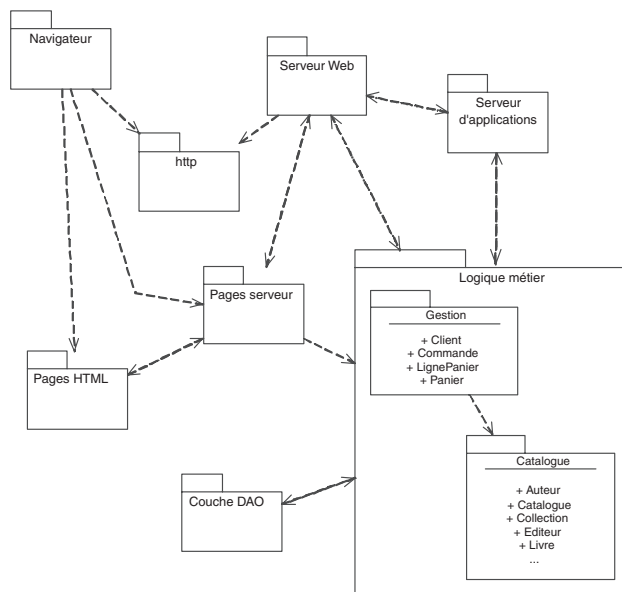 Navigateur
Serveur Web
Serveur
d'applications
http
Logique métier
Pages serveur
Gestion
+ Client
+ Commande
+ LignePanier
+ Panier
Pages HTML
Catalogue
+ Auteur
+ Catalogue
+ Collection
+ Editeur
+ Livre
...
Couche DAO